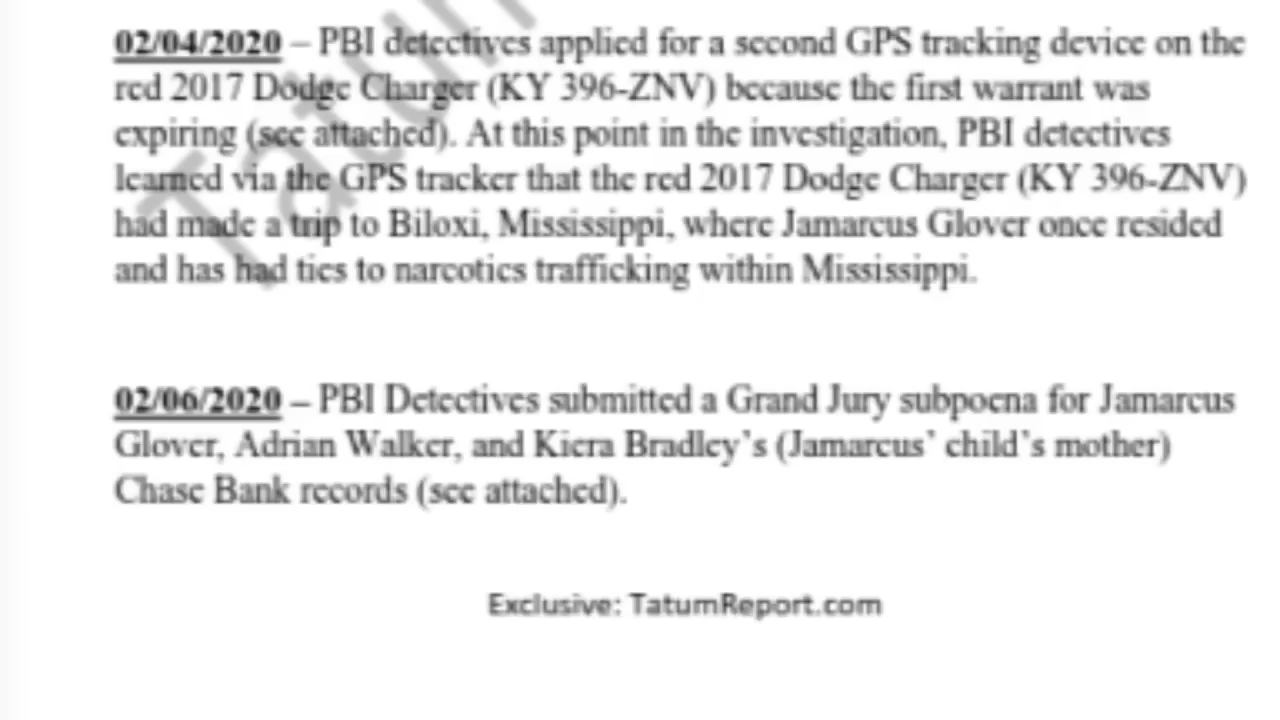 02/04/2020 – PBI detectives applied for a second GPS tracking device on the
red 2017 Dodge Charger (KY 396-ZNV) because the first warrant was
expiring (see attached). At this point in the investigation, PBI detectives
learned via the GPS tracker that the red 2017 Dodge Charger (KY 396-ZNV)
had made a trip to Biloxi, Mississippi, where Jamarcus Glover once resided
and has had ties to narcotics trafficking within Mississippi.
02/06/2020 – PBI Detectives submitted a Grand Jury subpoena for Jamarcus
Glover, Adrian Walker, and Kiera Bradley's (Jamarcus' child's mother)
Chase Bank records (see attached).
Exclusive: TatumReport.com
Tatum